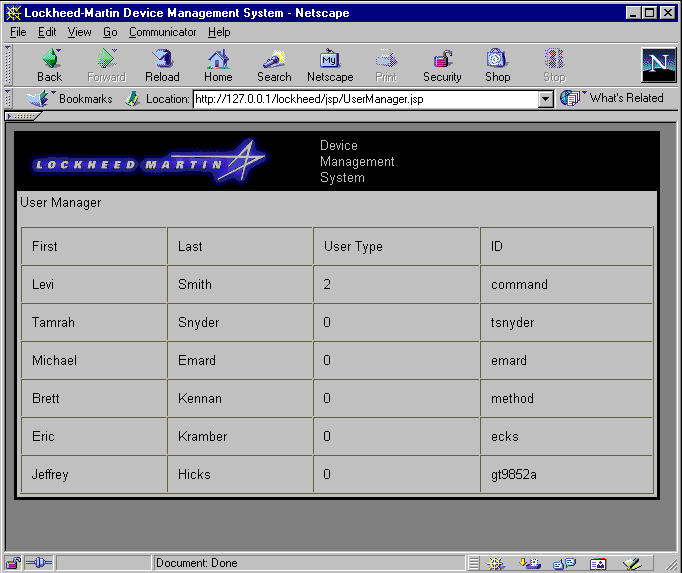 Lockheed-Martin Device Management System - Netscape
File Edit View Go Communicator Help
Back Forward Reload Home Search My Netscape Print Security Shop Stop N
Bookmarks Location: http://127.0.0.1/lockheed/jsp/UserManager.jsp What's Related
LOCKHEED MARTIN
Device
Management
System
User Manager
First Last User Type ID
Levi Smith 2 command
Tamrah Snyder 0 tsnyder
Michael Emard 0 emard
Brett Kennan 0 method
Eric Kramber 0 ecks
Jeffrey Hicks 0 gt9852a
Document: Done